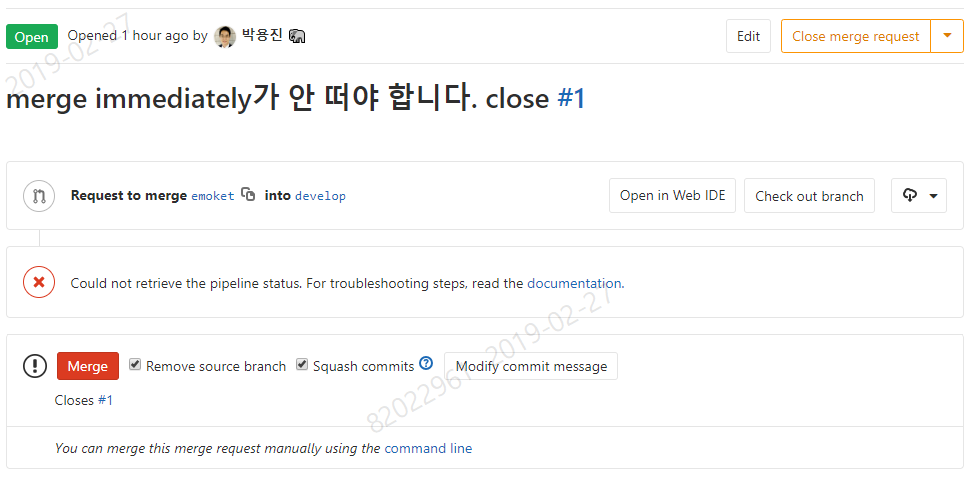 Open Opened 1 hour ago by 박용진 Edit Close merge request
2019-02-27
merge immediately가 안 떠야 합니다. close #1
Request to merge emoket into develop Open in Web IDE Check out branch
Could not retrieve the pipeline status. For troubleshooting steps, read the documentation.
Merge Remove source branch Squash commits Modify commit message
Closes #1
2019-02-27
You can merge this merge request manually using the command line